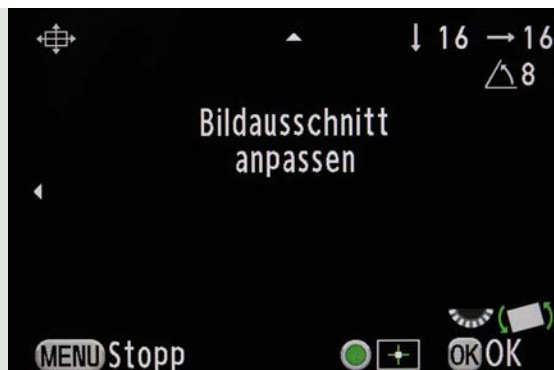 ↓ 16 → 16
8
Bildausschnitt
anpassen
MENU Stopp
OK OK